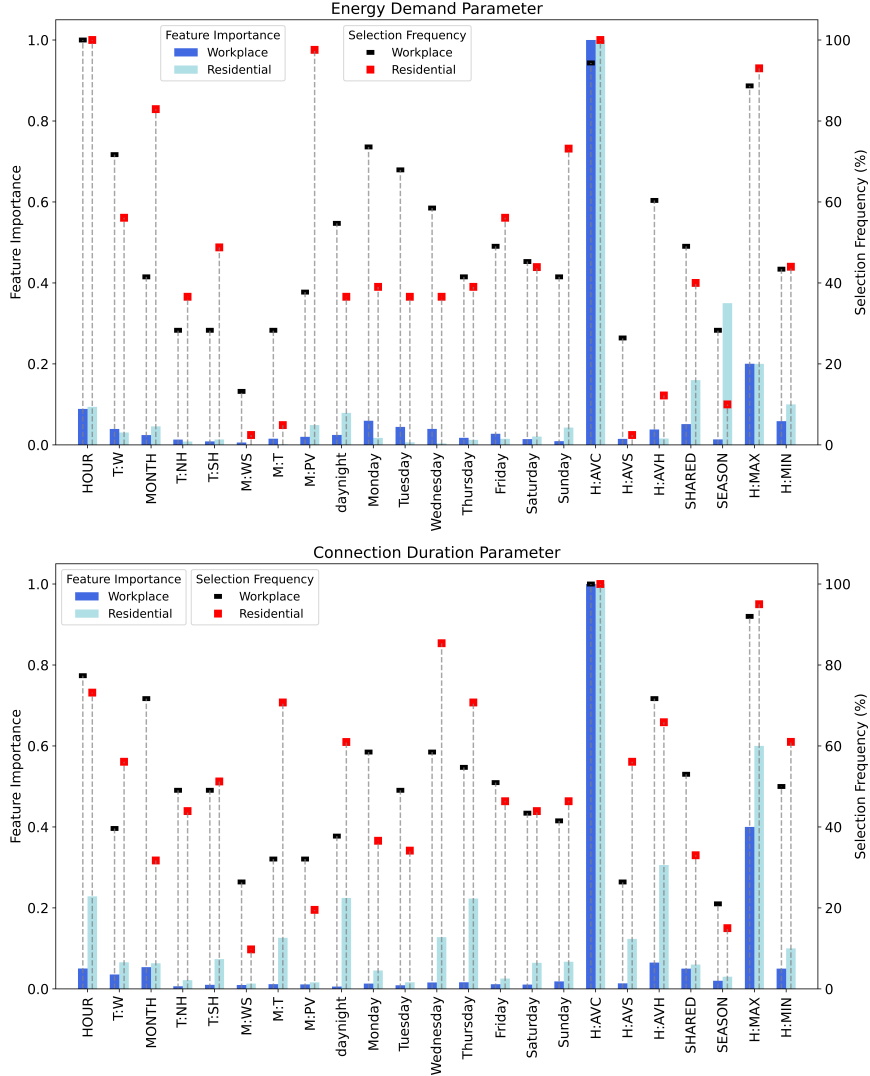 Energy Demand Parameter
Feature Importance
Workplace
Residential
Selection Frequency
Workplace
Residential
1.0
0.8
0.6
0.4
0.2
0.0
Feature Importance
100
80
60
40
20
0
Selection Frequency (%)
HOUR
T:W
MONTH
T:NH
T:SH
M:WS
M:T
M:PV
daynight
Monday
Tuesday
Wednesday
Thursday
Friday
Saturday
Sunday
H:AVC
H:AVS
H:AVH
SHARED
SEASON
H:MAX
H:MIN
Connection Duration Parameter
Feature Importance
Workplace
Residential
Selection Frequency
Workplace
Residential
1.0
0.8
0.6
0.4
0.2
0.0
Feature Importance
100
80
60
40
20
0
Selection Frequency (%)
HOUR
T:W
MONTH
T:NH
T:SH
M:WS
M:T
M:PV
daynight
Monday
Tuesday
Wednesday
Thursday
Friday
Saturday
Sunday
H:AVC
H:AVS
H:AVH
SHARED
SEASON
H:MAX
H:MIN